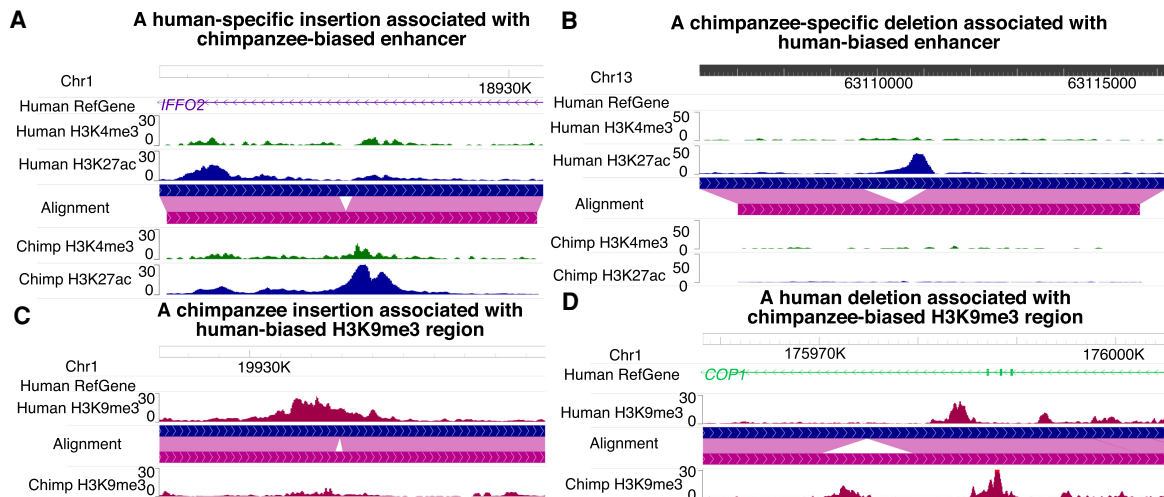 A
A human-specific insertion associated with
chimpanzee-biased enhancer
Chr1
18930K
Human RefGene
IFFO2
Human H3K4me3
30
0
Human H3K27ac
30
0
Alignment
Chimp H3K4me3
30
0
Chimp H3K27ac
30
0
B
A chimpanzee-specific deletion associated with
human-biased enhancer
Chr13
63110000
63115000
Human RefGene
Human H3K4me3
50
0
Human H3K27ac
50
0
Alignment
Chimp H3K4me3
50
0
Chimp H3K27ac
50
0
C
A chimpanzee insertion associated with
human-biased H3K9me3 region
Chr1
19930K
Human RefGene
Human H3K9me3
30
0
Alignment
Chimp H3K9me3
30
0
D
A human deletion associated with
chimpanzee-biased H3K9me3 region
Chr1
175970K
176000K
Human RefGene
COP1
Human H3K9me3
30
0
Alignment
Chimp H3K9me3
30
0